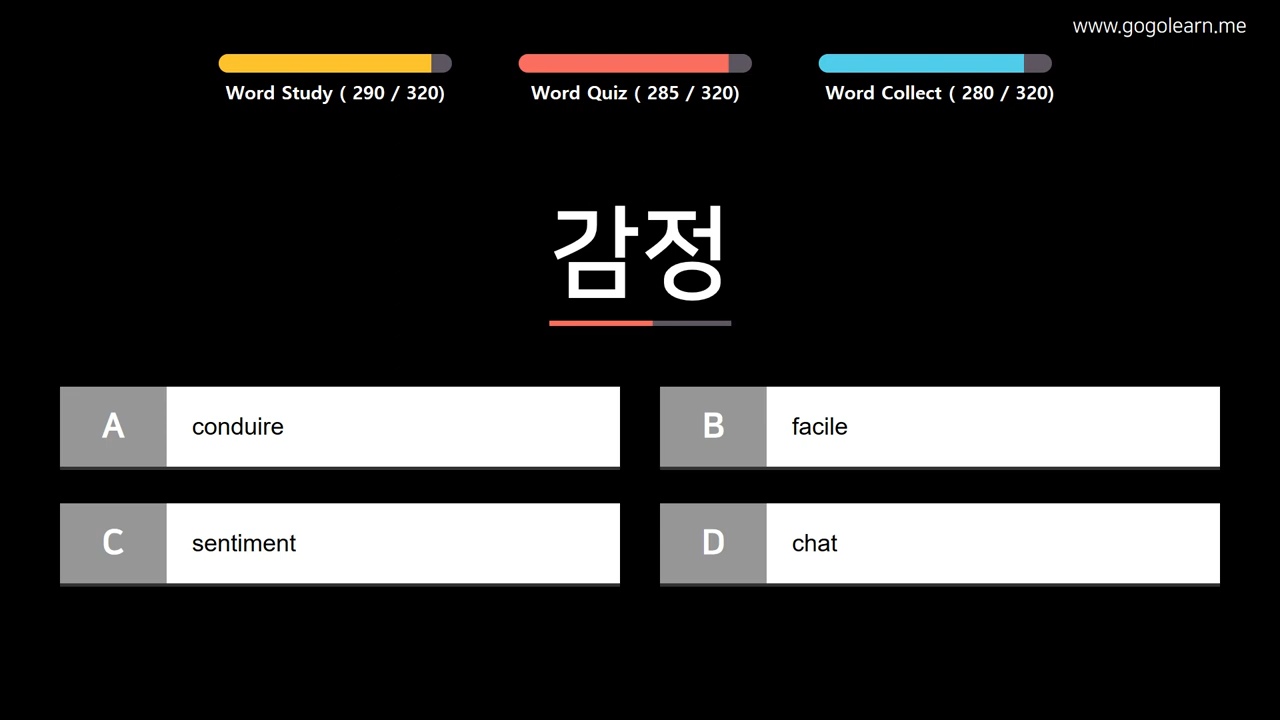 www.gogolearn.me
Word Study ( 290 / 320)
Word Quiz ( 285 / 320)
Word Collect ( 280 / 320)
감정
A conduire
B facile
C sentiment
D chat